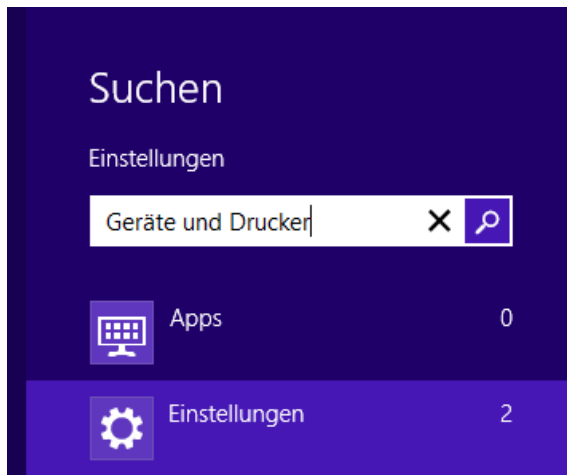 Suchen
Einstellungen
Geräte und Drucker
Apps 0
Einstellungen 2